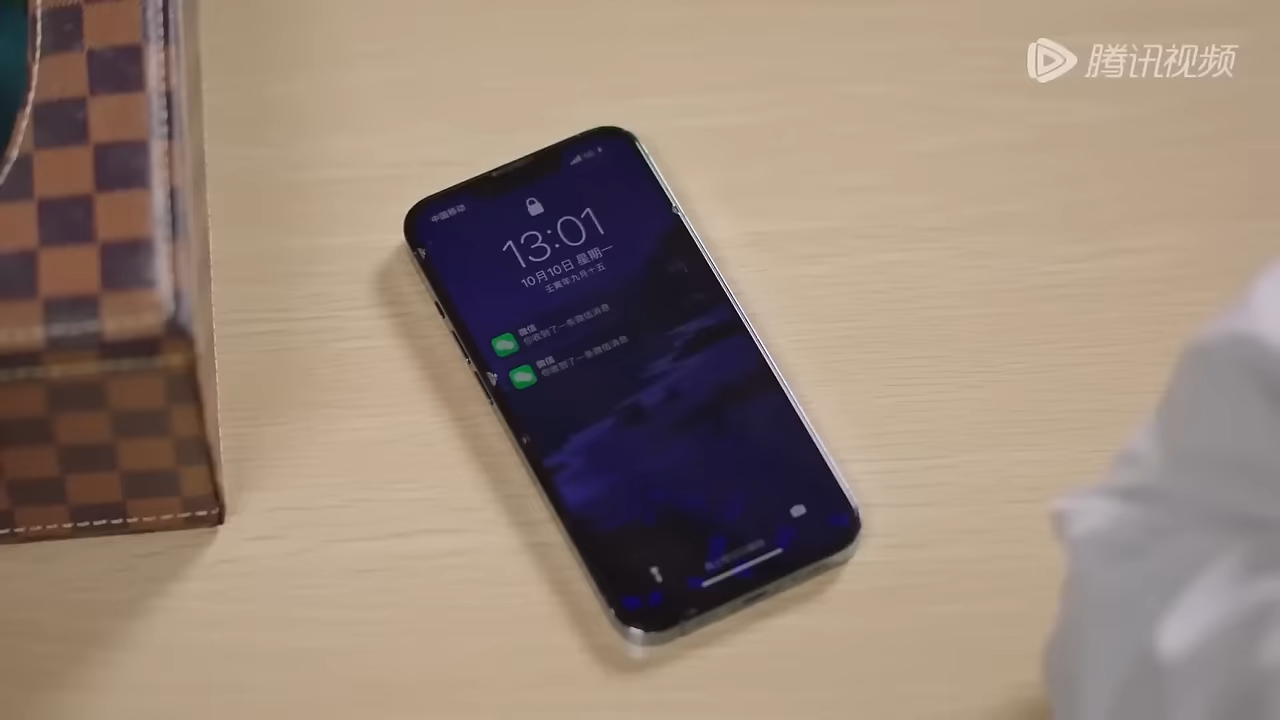 腾讯视频
中国移动
13:01
10月10日 星期一
壬寅年九月十五
微信
你收到了一条微信消息
微信
你收到了一条微信消息